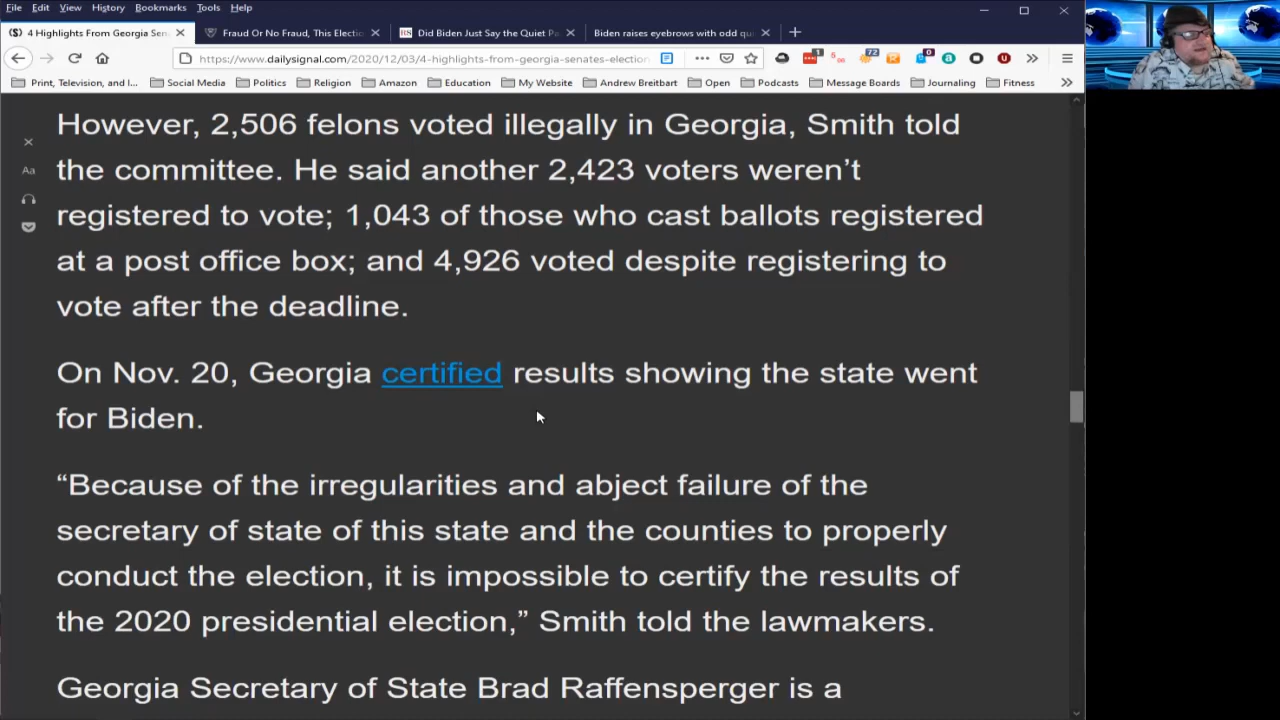 File Edit View History Bookmarks Tools Help
4 Highlights From Georgia Sen
Fraud Or No Fraud, This Electio
RS Did Biden Just Say the Quiet P
Biden raises eyebrows with odd qu
https://www.dailysignal.com/2020/12/03/4-highlights-from-georgia-senates-election
1
72
0
Print, Television, and I... Social Media Politics Religion Amazon Education My Website Andrew Breitbart Open Podcasts Message Boards Journaling Fitness
However, 2,506 felons voted illegally in Georgia, Smith told
the committee. He said another 2,423 voters weren’t
Aa
registered to vote; 1,043 of those who cast ballots registered
at a post office box; and 4,926 voted despite registering to
vote after the deadline.
On Nov. 20, Georgia certified results showing the state went
for Biden.
“Because of the irregularities and abject failure of the
secretary of state of this state and the counties to properly
conduct the election, it is impossible to certify the results of
the 2020 presidential election,” Smith told the lawmakers.
Georgia Secretary of State Brad Raffensperger is a